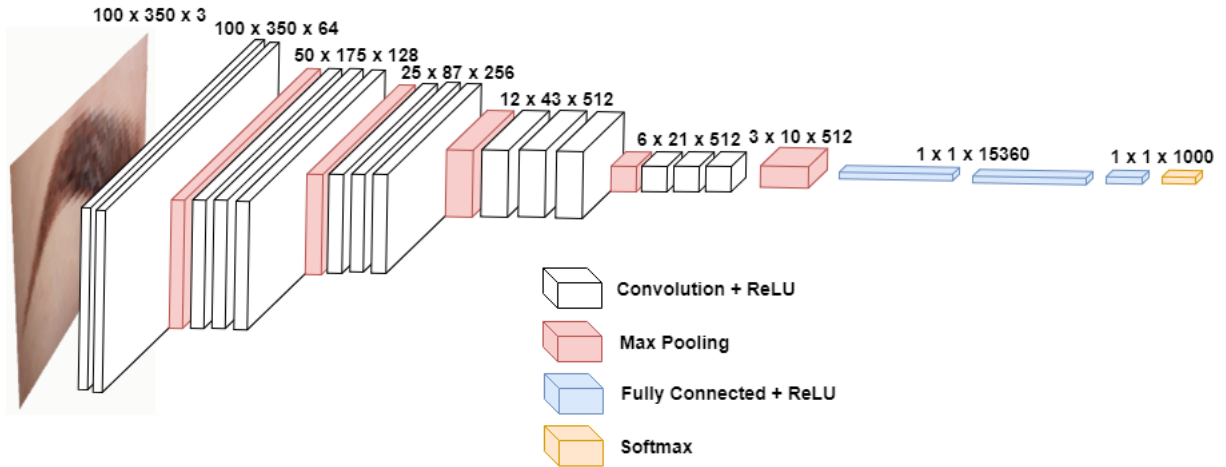 100 x 350 x 3
100 x 350 x 64
50 x 175 x 128
25 x 87 x 256
12 x 43 x 512
6 x 21 x 512
3 x 10 x 512
1 x 1 x 15360
1 x 1 x 1000
Convolution + ReLU
Max Pooling
Fully Connected + ReLU
Softmax